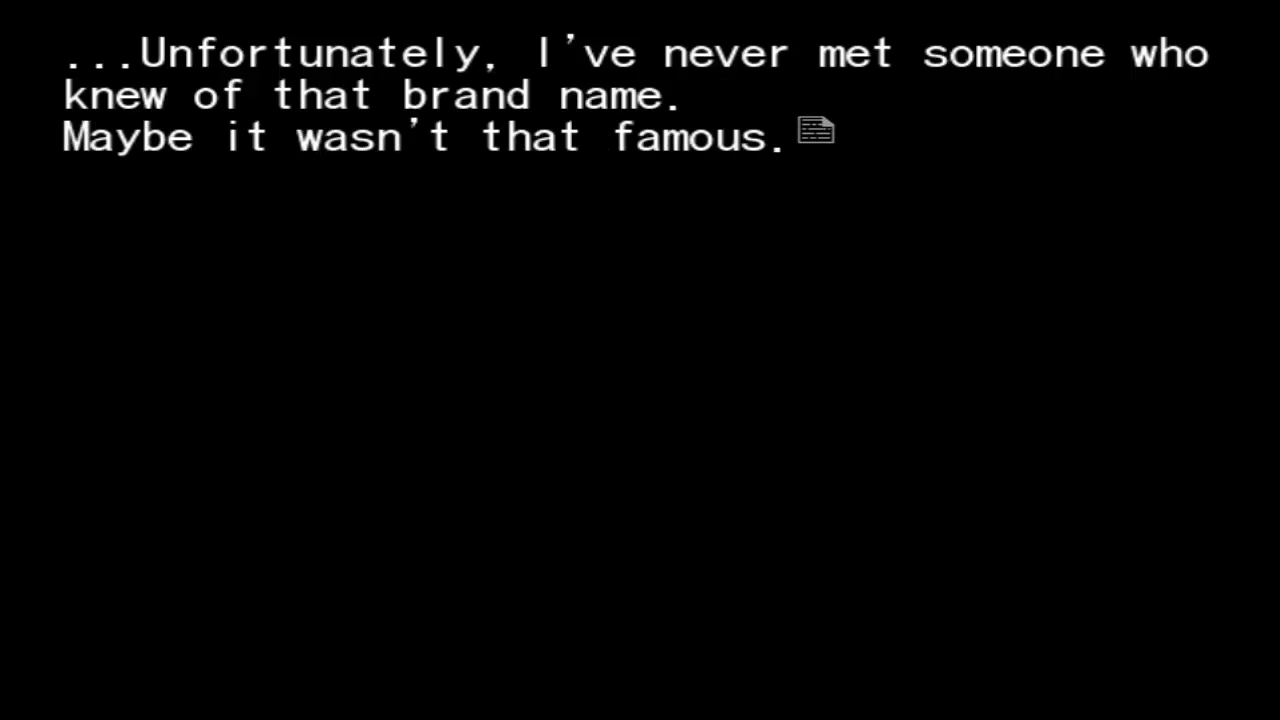 ...Unfortunately, I've never met someone who
knew of that brand name.
Maybe it wasn't that famous.